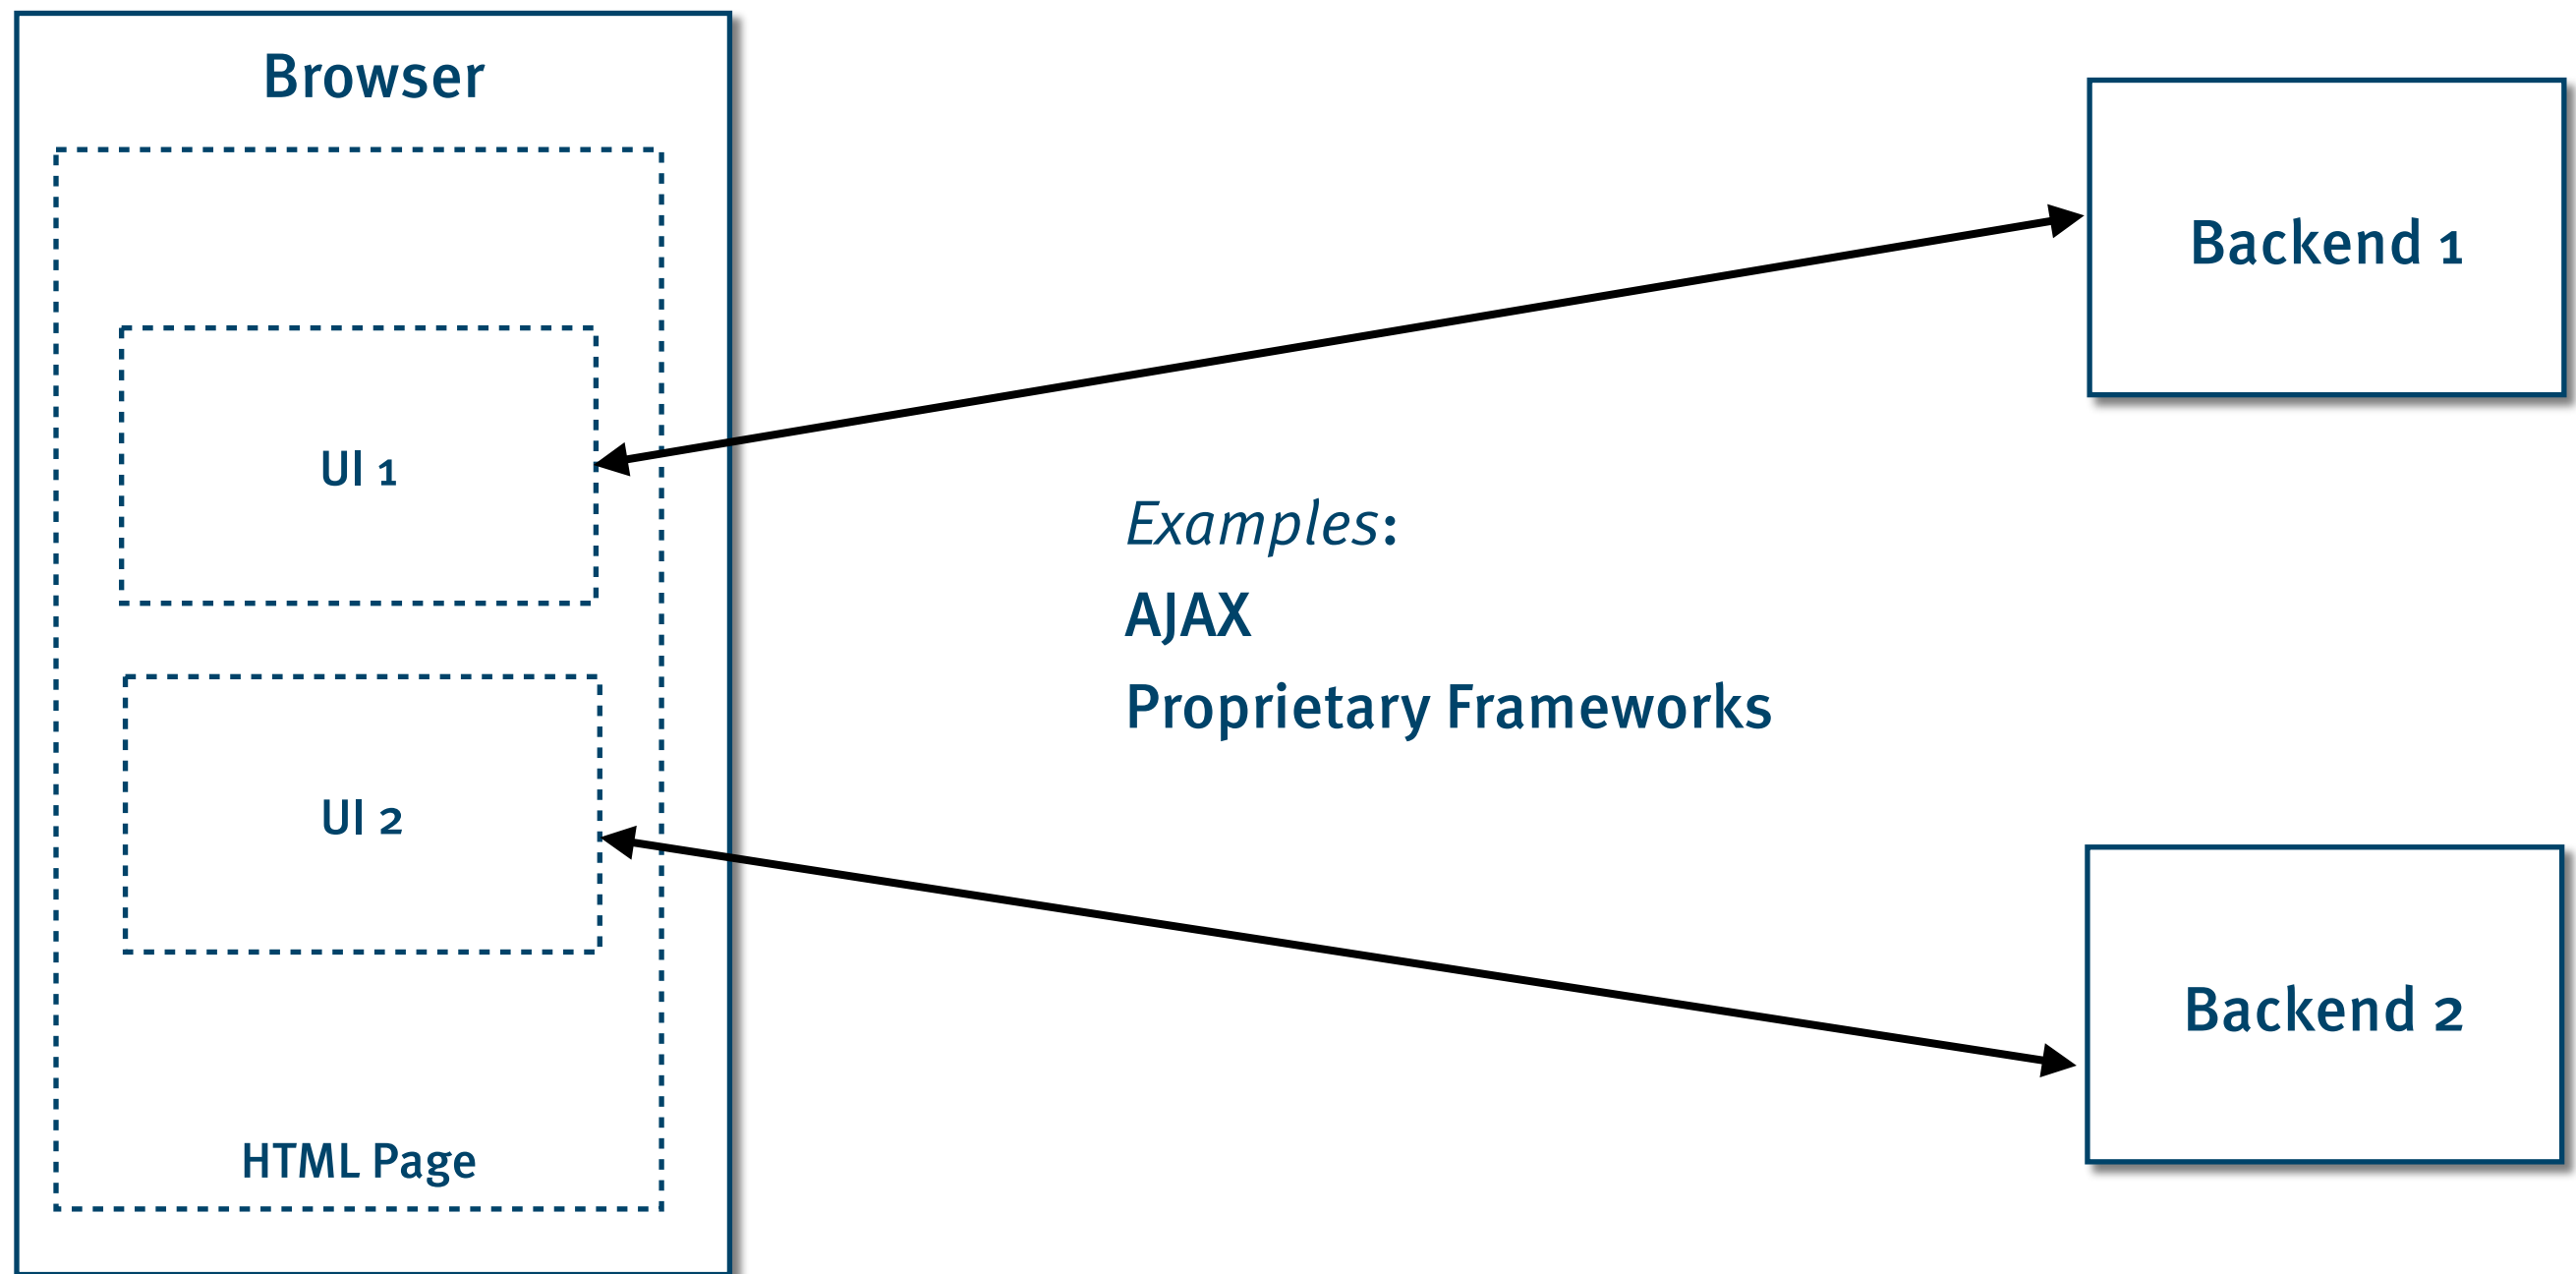 Browser
UI 1
UI 2
HTML Page
Examples:
AJAX
Proprietary Frameworks
Backend 1
Backend 2